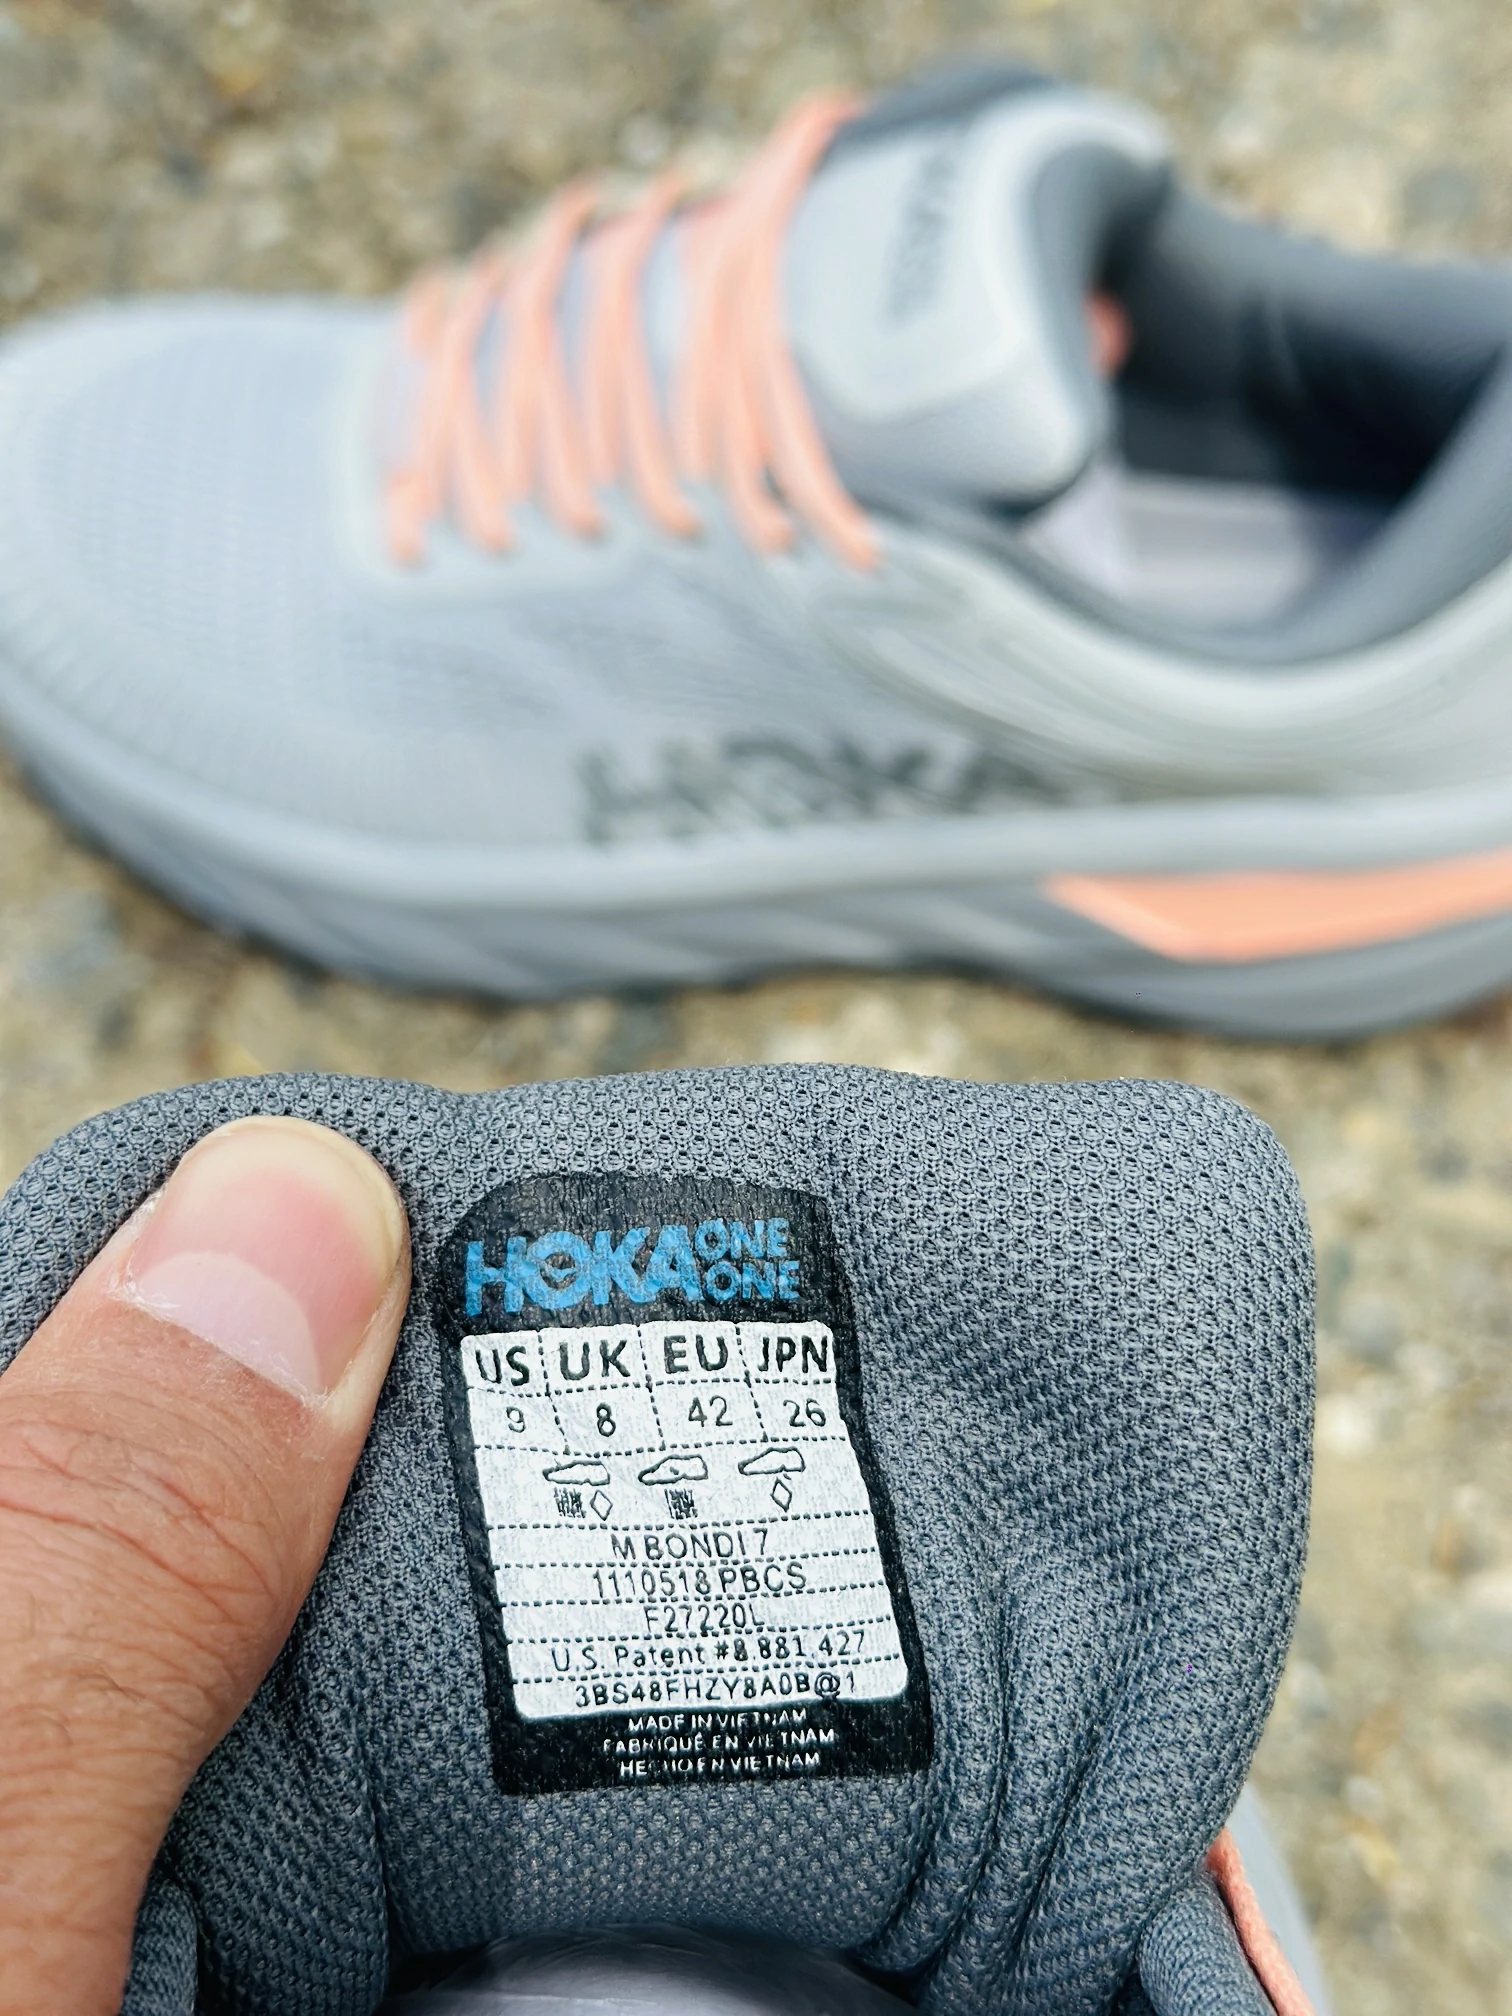 HOKA
HOKA ONE ONE
US UK EU JPN
9 8 42 26
M BONDI 7
1110518 PBCS
F27220L
U.S. Patent #8,881,427
3BS48FHZY8A0B@1
MADE IN VIETNAM
FABRIQUÉ EN VIETNAM
HECHO EN VIETNAM